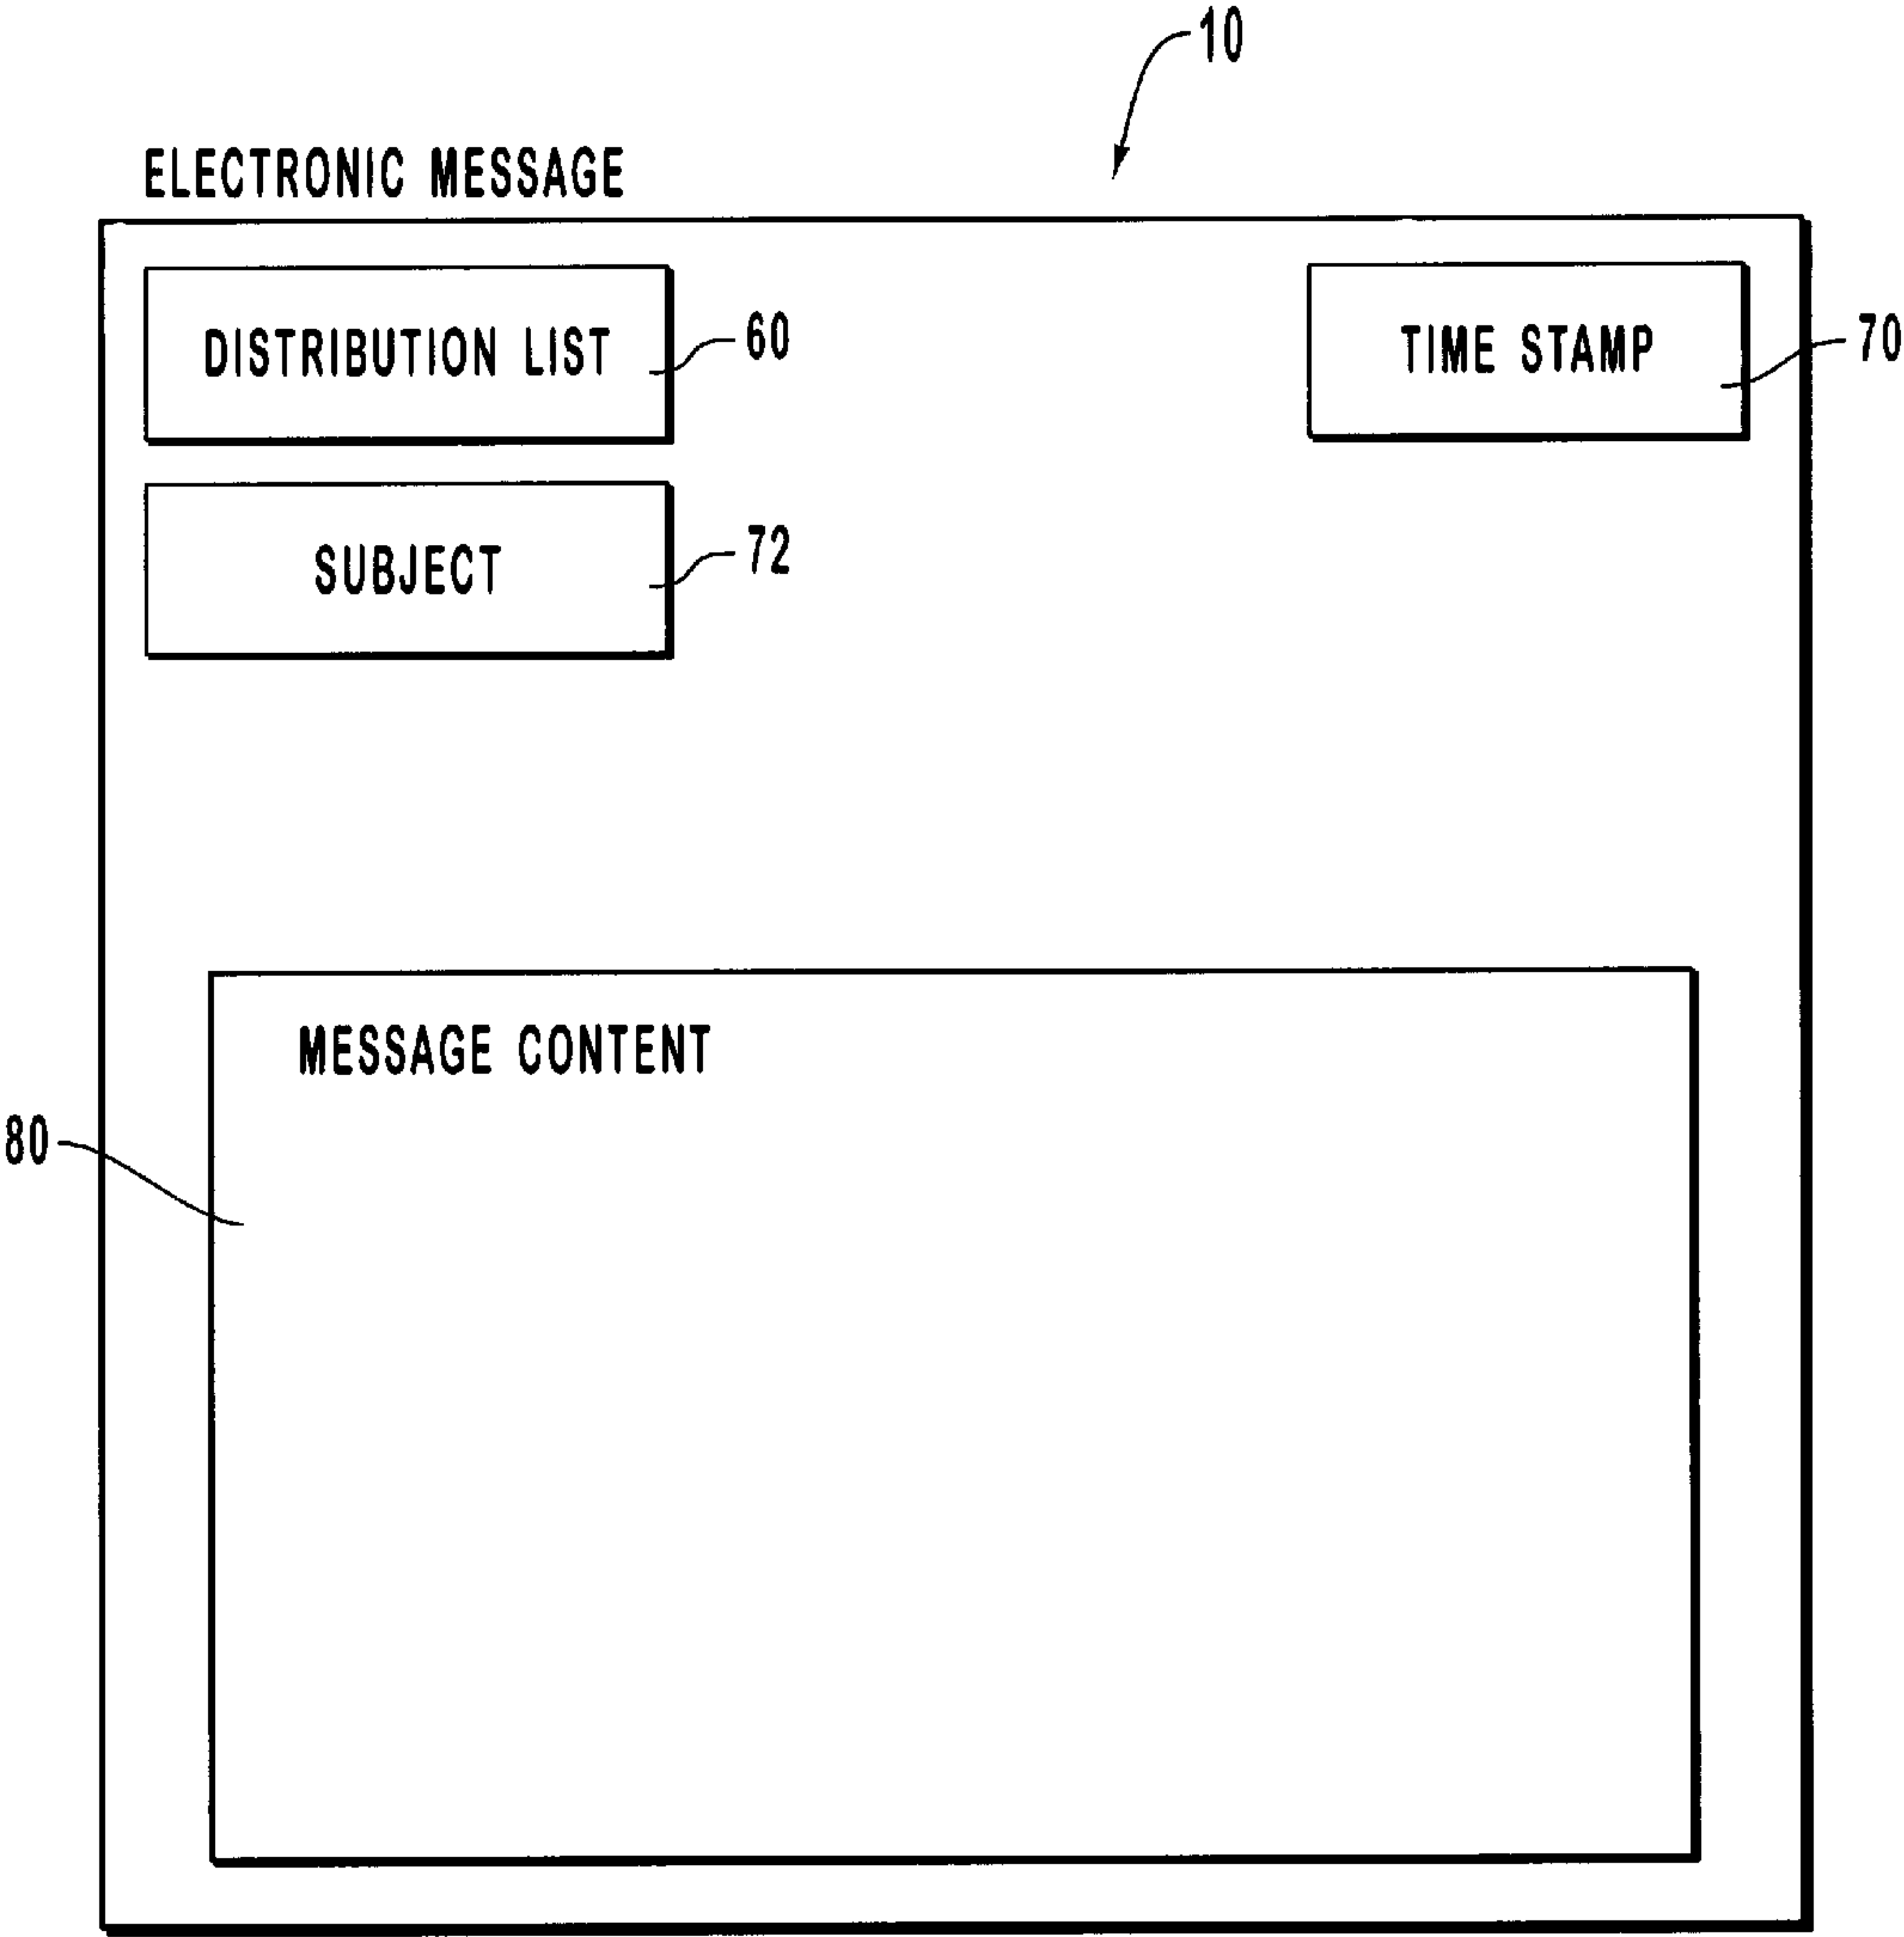 10
ELECTRONIC MESSAGE
DISTRIBUTION LIST
60
TIME STAMP
70
SUBJECT
72
MESSAGE CONTENT
80